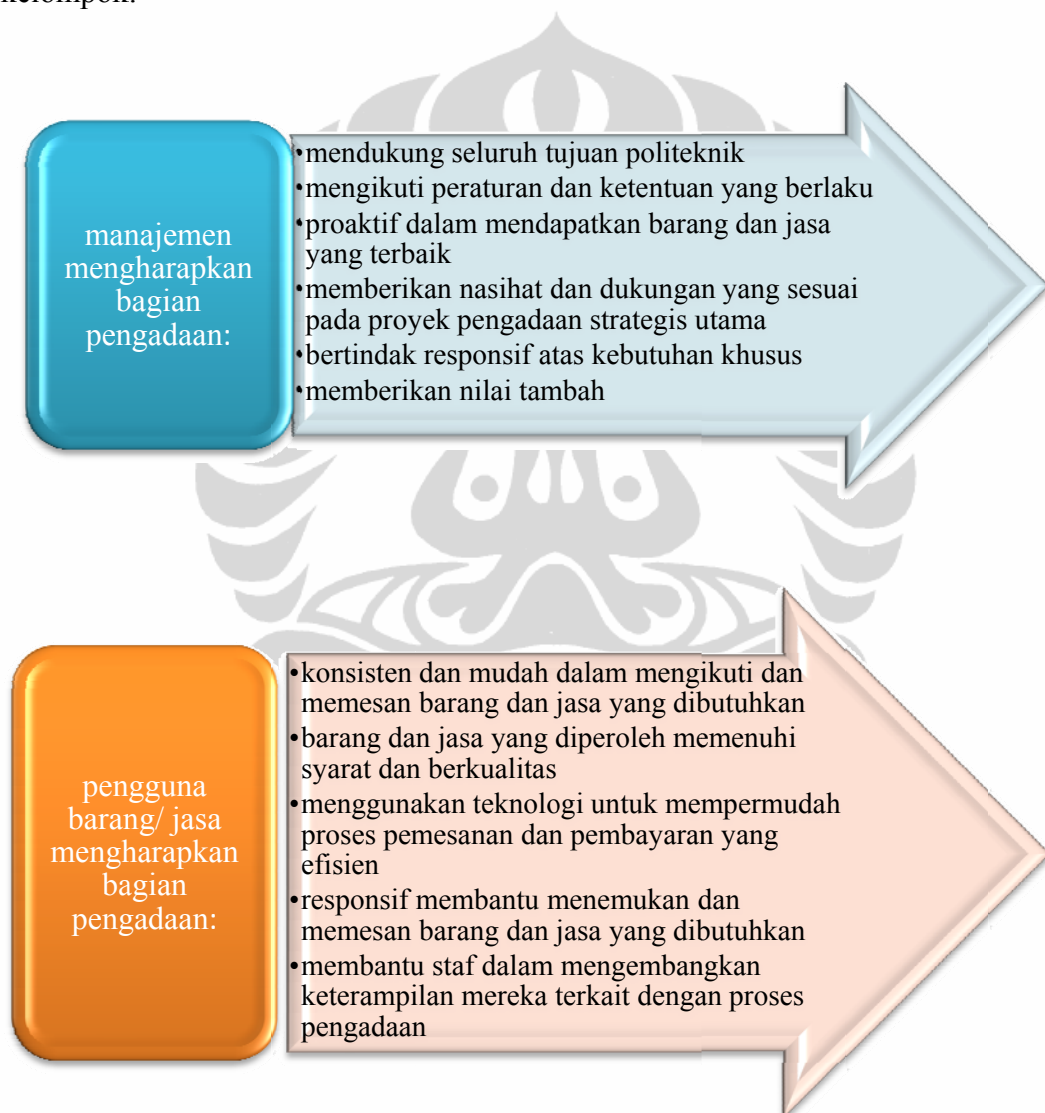 kelompok.
manajemen
mengharapkan
bagian
pengadaan:
•mendukung seluruh tujuan politeknik
•mengikuti peraturan dan ketentuan yang berlaku
•proaktif dalam mendapatkan barang dan jasa
yang terbaik
•memberikan nasihat dan dukungan yang sesuai
pada proyek pengadaan strategis utama
•bertindak responsif atas kebutuhan khusus
•memberikan nilai tambah
pengguna
barang/ jasa
mengharapkan
bagian
pengadaan:
•konsisten dan mudah dalam mengikuti dan
memesan barang dan jasa yang dibutuhkan
•barang dan jasa yang diperoleh memenuhi
syarat dan berkualitas
•menggunakan teknologi untuk mempermudah
proses pemesanan dan pembayaran yang
efisien
•responsif membantu menemukan dan
memesan barang dan jasa yang dibutuhkan
•membantu staf dalam mengembangkan
keterampilan mereka terkait dengan proses
pengadaan